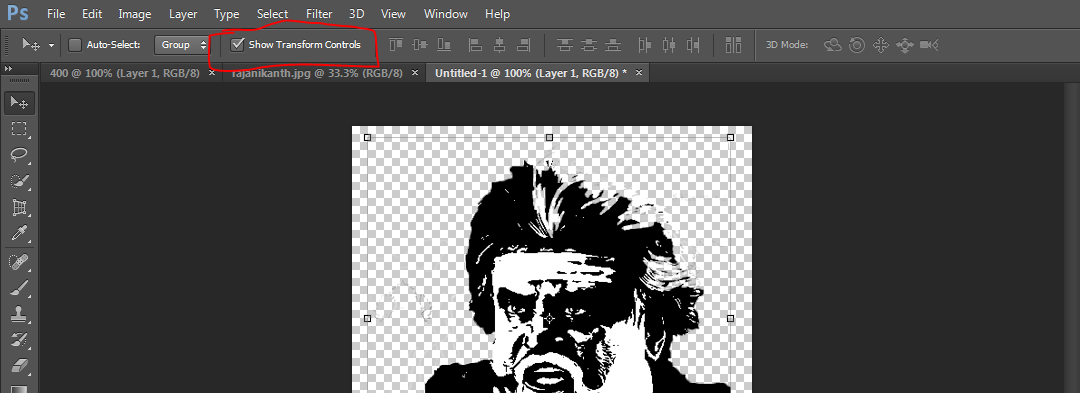 Ps File Edit Image Layer Type Select Filter 3D View Window Help
Auto-Select: Group Show Transform Controls 3D Mode:
400 @ 100% (Layer 1, RGB/8) × rajanikanth.jpg @ 33.3% (RGB/8) × Untitled-1 @ 100% (Layer 1, RGB/8) * ×